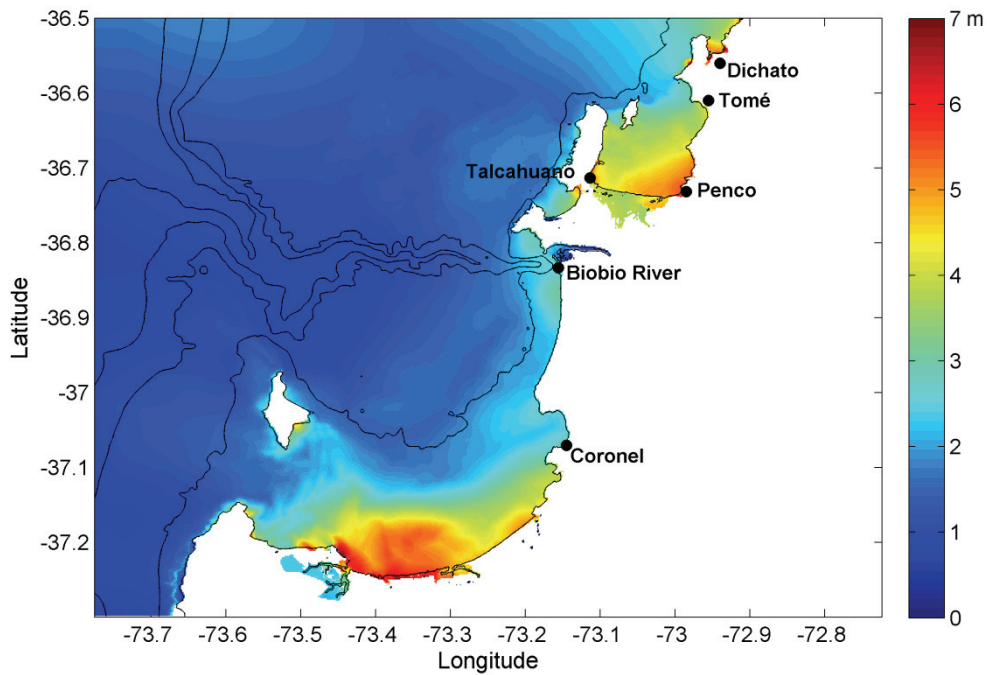 -36.5
-36.6
-36.7
-36.8
-36.9
-37
-37.1
-37.2
Latitude
-73.7 -73.6 -73.5 -73.4 -73.3 -73.2 -73.1 -73 -72.9 -72.8
Longitude
Dichato
Tomé
Talcahuano
Penco
Biobio River
Coronel
7 m
6
5
4
3
2
1
0